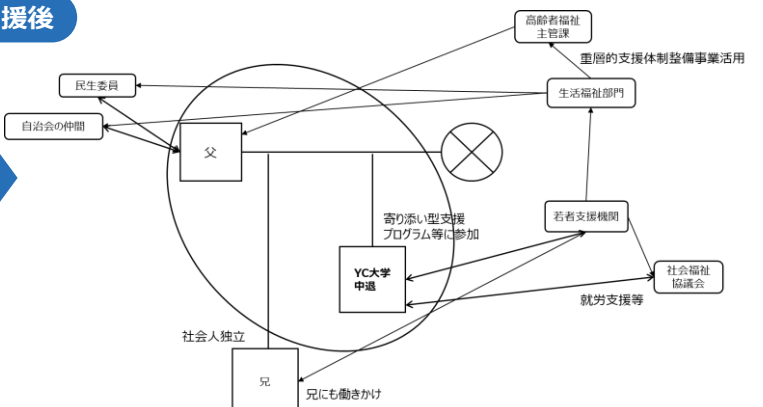 援後
高齢者福祉
主管課
重層的支援体制整備事業活用
民生委員
生活福祉部門
自治会の仲間
父
寄り添い型支援
プログラム等に参加
若者支援機関
YC大学
中退
社会福祉
協議会
就労支援等
社会人独立
兄
兄にも働きかけ